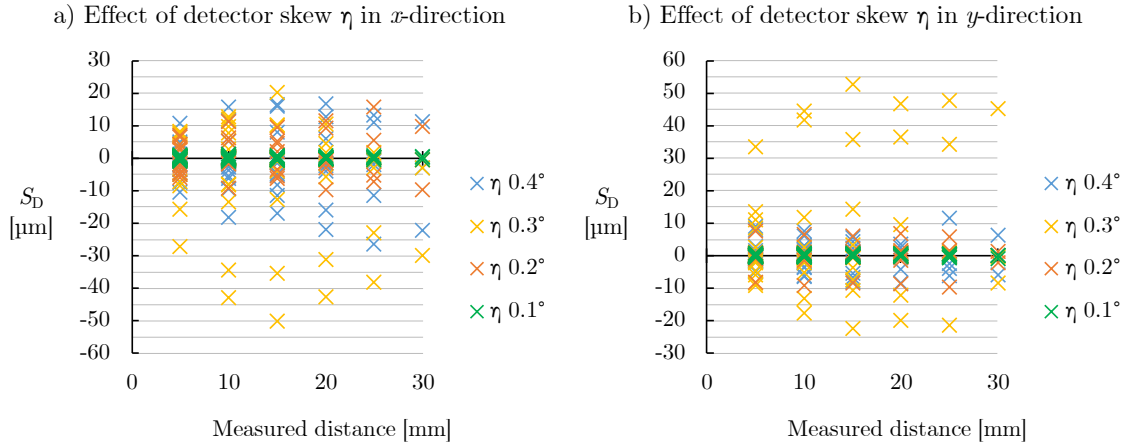 a) Effect of detector skew η in x-direction
30
20
10
0
-10
-20
-30
-40
-50
-60
S_D
[µm]
0
10
20
30
Measured distance [mm]
η 0.4°
η 0.3°
η 0.2°
η 0.1°
b) Effect of detector skew η in y-direction
60
50
40
30
20
10
0
-10
-20
-30
S_D
[µm]
0
10
20
30
Measured distance [mm]
η 0.4°
η 0.3°
η 0.2°
η 0.1°